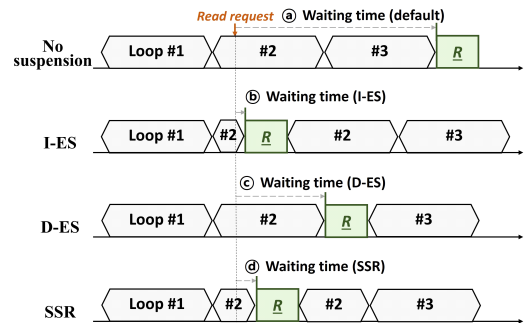 Read request ⓐ Waiting time (default)
No suspension Loop #1 #2 #3 R
ⓑ Waiting time (I-ES)
I-ES Loop #1 #2 R #2 #3
ⓒ Waiting time (D-ES)
D-ES Loop #1 #2 R #3
ⓓ Waiting time (SSR)
SSR Loop #1 #2 R #2 #3